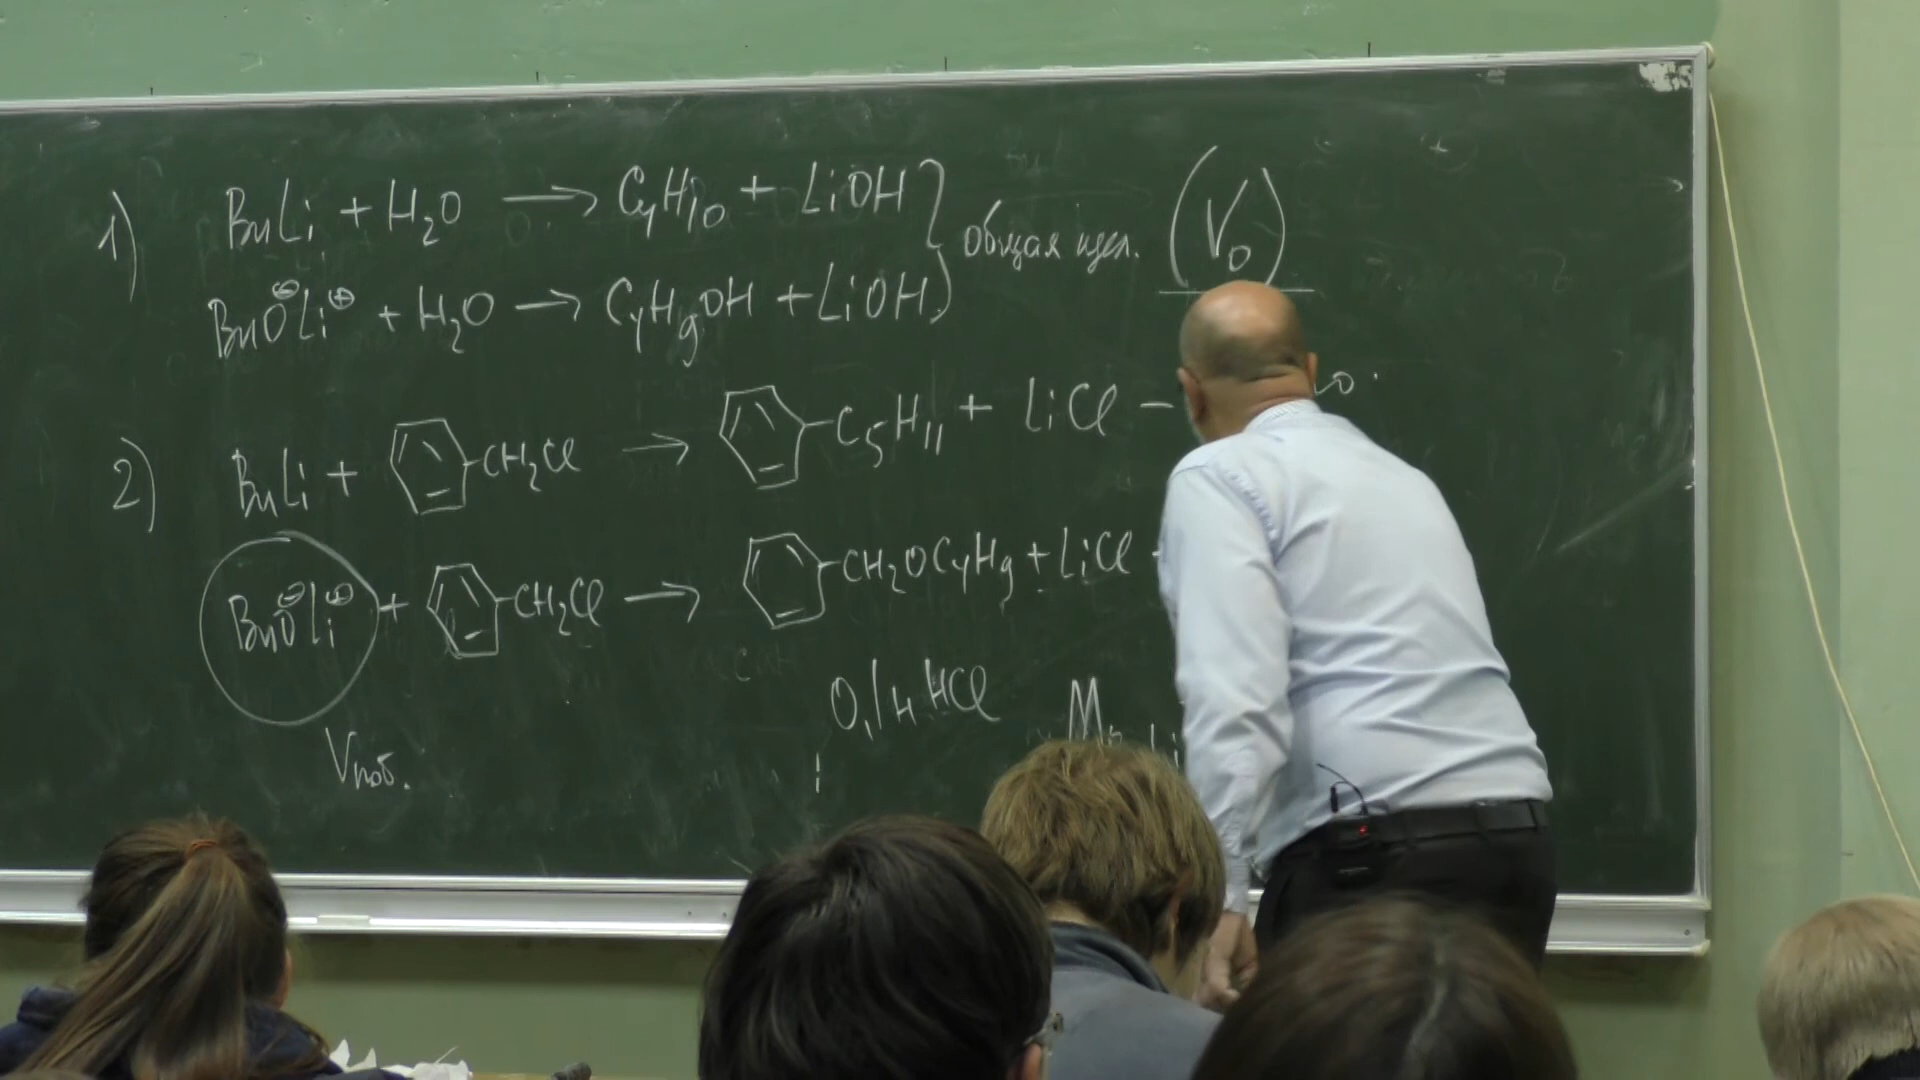 1) BuLi + H₂O → C₄H₁₀ + LiOH } общая щел. (V₀)
BuO⊖Li⊕ + H₂O → C₄H₉OH + LiOH
2) BuLi + CH₂Cl → C₅H₁₁ + LiCl –
BuO⊖Li⊕ + CH₂Cl → CH₂OC₄H₉ + LiCl
0,1 н HCl
Vпоб.